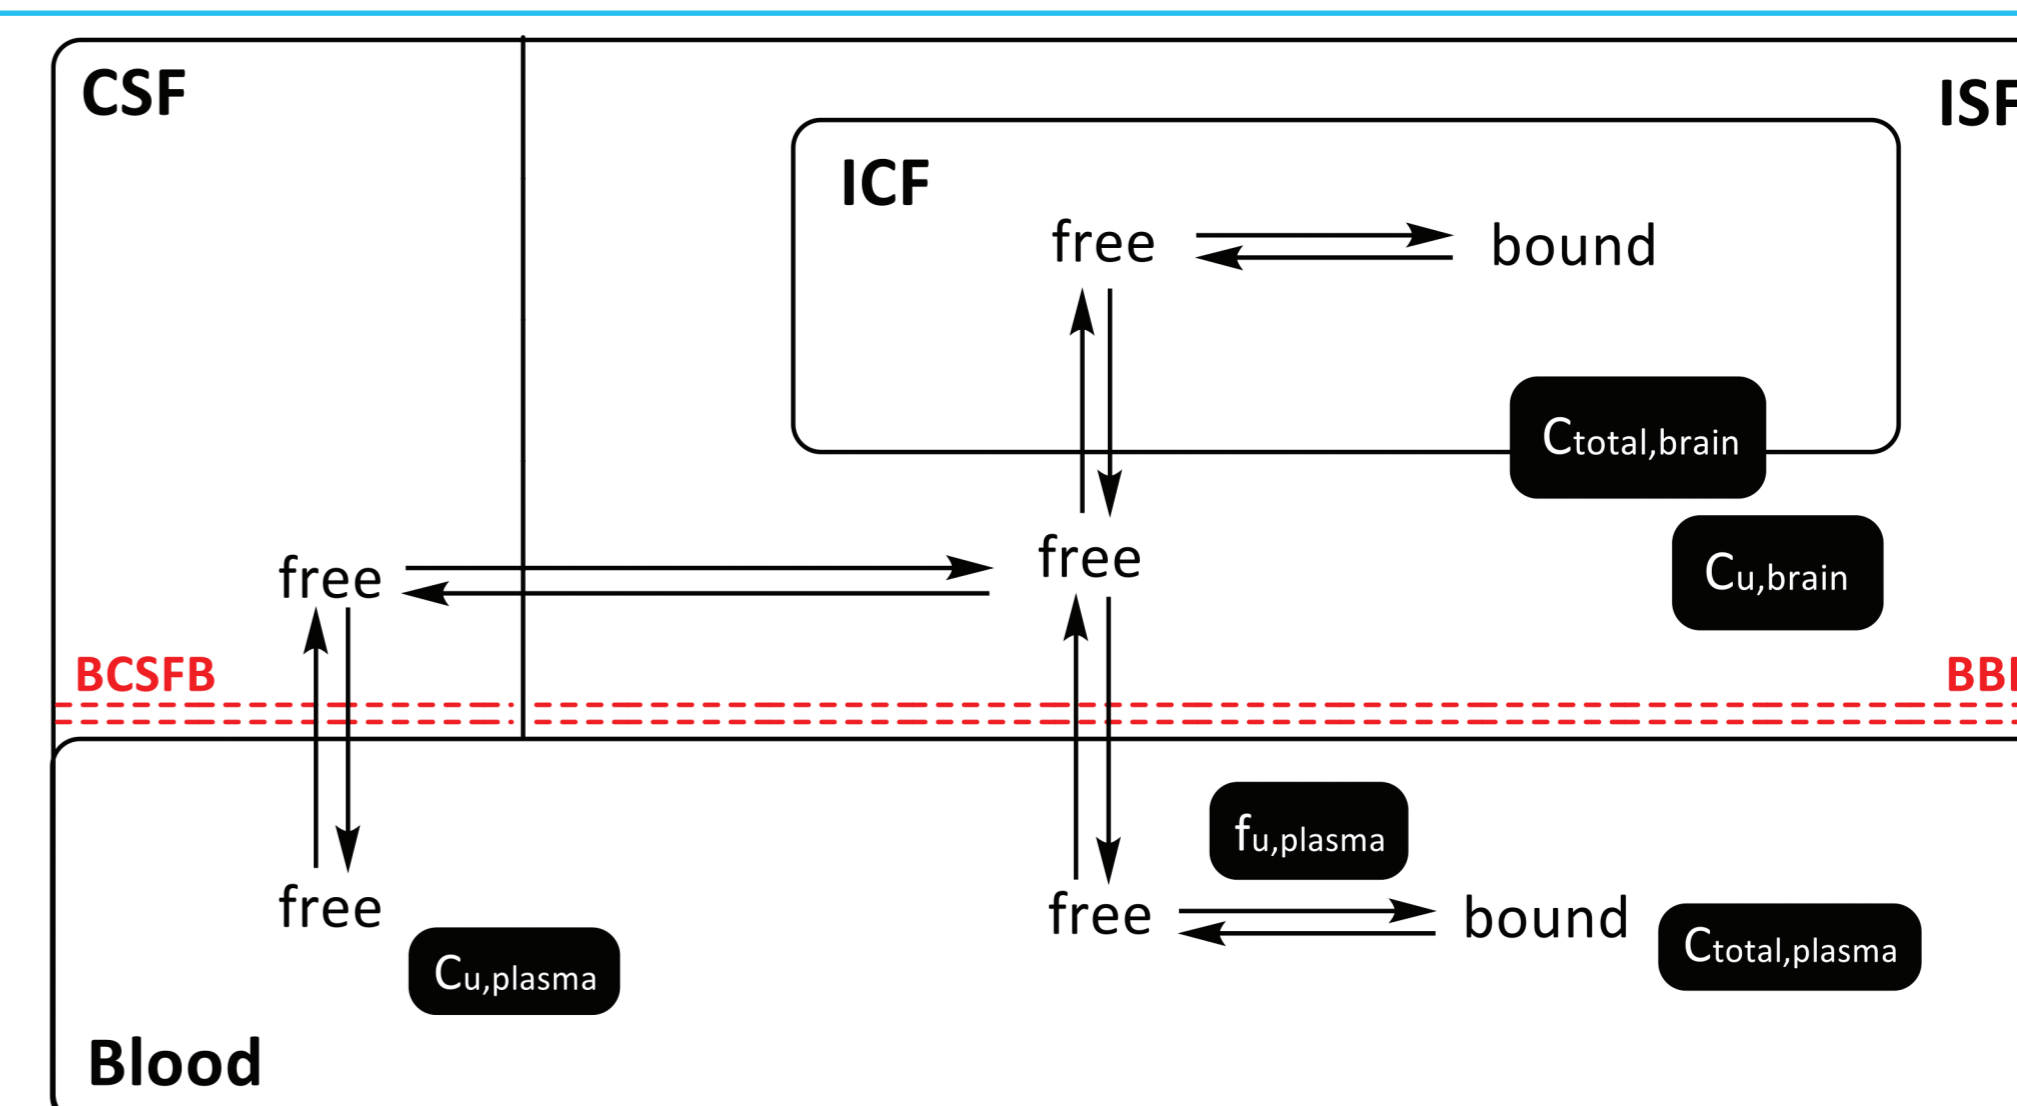 CSF
ISF
ICF
free
bound
Ctotal,brain
free
free
Cu,brain
BCSFB
BB
fu,plasma
free
free
bound
Cu,plasma
Ctotal,plasma
Blood